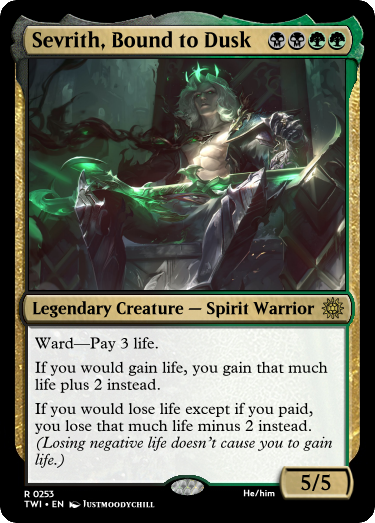 Sevrith, Bound to Dusk
Legendary Creature — Spirit Warrior
Ward—Pay 3 life.
If you would gain life, you gain that much
life plus 2 instead.
If you would lose life except if you paid,
you lose that much life minus 2 instead.
(Losing negative life doesn't cause you to gain
life.)
5/5
R 0253
He/him
TWI • EN JUSTMOODYCHILL